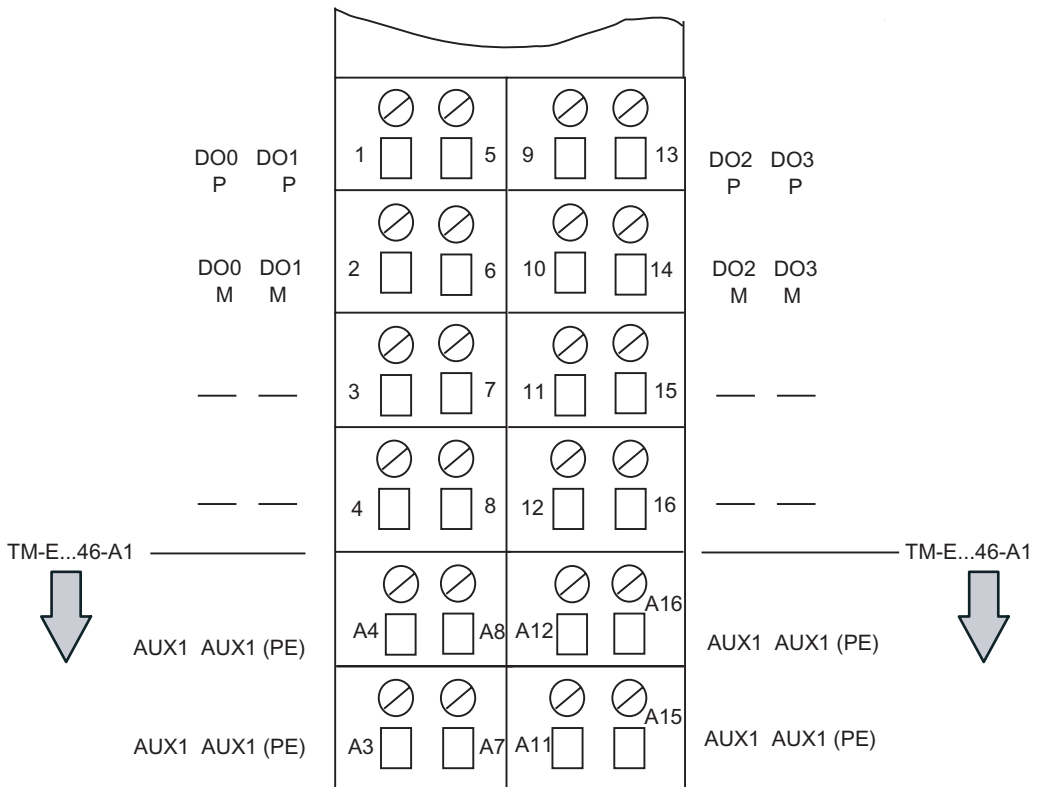 1 5 9 13
DO0 DO1 DO2 DO3
P P P P
2 6 10 14
DO0 DO1 DO2 DO3
M M M M
3 7 11 15
— — — —
4 8 12 16
— — — —
TM-E...46-A1 TM-E...46-A1
A4 A8 A12 A16
AUX1 AUX1 (PE) AUX1 AUX1 (PE)
A3 A7 A11 A15
AUX1 AUX1 (PE) AUX1 AUX1 (PE)